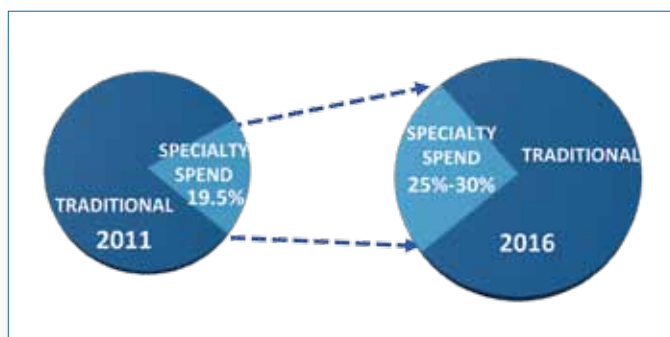 SPECIALTY
SPEND
19.5%
TRADITIONAL
2011
SPECIALTY
SPEND
25%-30%
TRADITIONAL
2016